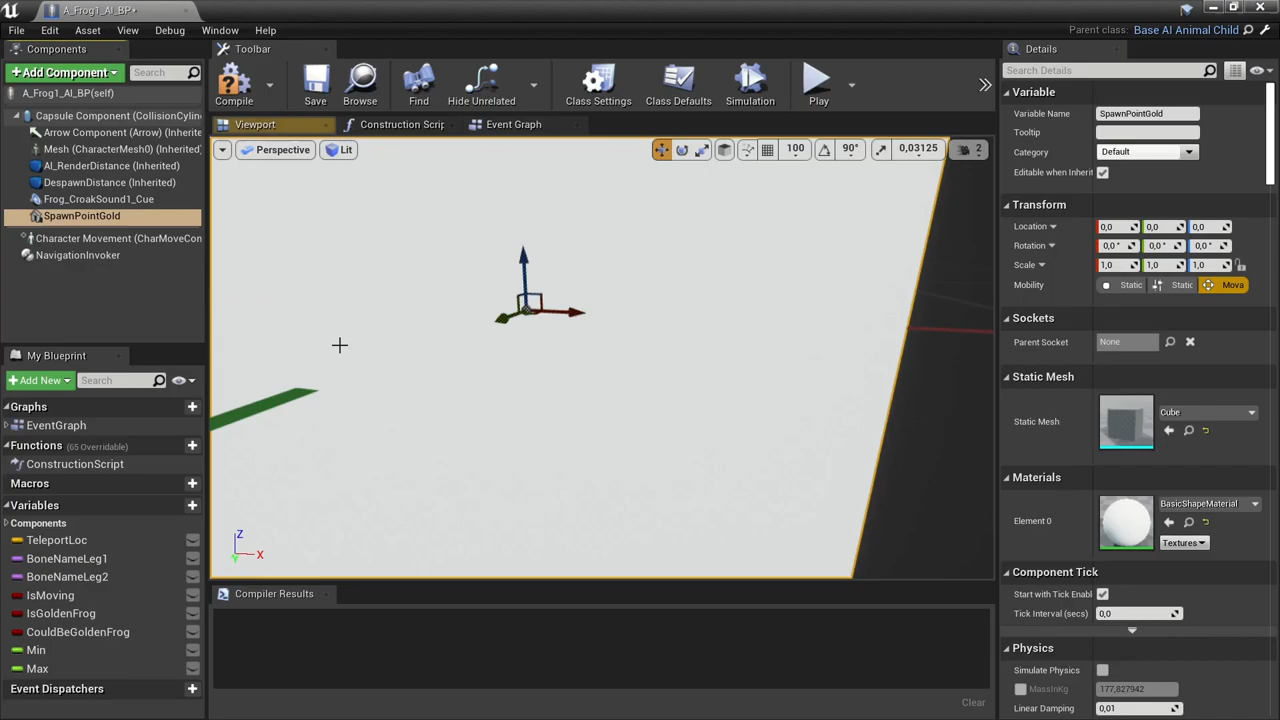 A_Frog1_AI_BP*
File Edit Asset View Debug Window Help
Parent class: Base AI Animal Child
Components
Add Component
Search
A_Frog1_AI_BP(self)
Capsule Component (CollisionCylin
Arrow Component (Arrow) (Inherite
Mesh (CharacterMesh0) (Inherited)
AI_RenderDistance (Inherited)
DespawnDistance (Inherited)
Frog_CroakSound1_Cue
SpawnPointGold
Character Movement (CharMoveCon
NavigationInvoker
My Blueprint
Add New
Search
Graphs
EventGraph
Functions (65 Overridable)
ConstructionScript
Macros
Variables
Components
TeleportLoc
BoneNameLeg1
BoneNameLeg2
IsMoving
IsGoldenFrog
CouldBeGoldenFrog
Min
Max
Event Dispatchers
Toolbar
Compile Save Browse Find Hide Unrelated Class Settings Class Defaults Simulation Play
Viewport Construction Scrip Event Graph
Perspective Lit
100 90° 0,03125 2
Z
X
Y
Compiler Results
Clear
Details
Search Details
Variable
Variable Name SpawnPointGold
Tooltip
Category Default
Editable when Inherit
Transform
Location 0,0 0,0 0,0
Rotation 0,0 ° 0,0 ° 0,0 °
Scale 1,0 1,0 1,0
Mobility Static Static Mova
Sockets
Parent Socket None
Static Mesh
Static Mesh Cube
Materials
Element 0 BasicShapeMaterial
Textures
Component Tick
Start with Tick Enabl
Tick Interval (secs) 0,0
Physics
Simulate Physics
MassInKg 177,827942
Linear Damping 0,01